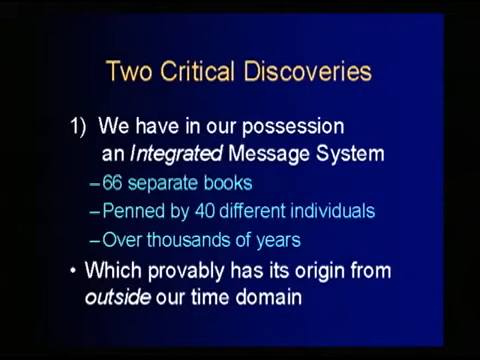 Two Critical Discoveries
1) We have in our possession
an Integrated Message System
–66 separate books
–Penned by 40 different individuals
–Over thousands of years
• Which provably has its origin from
outside our time domain